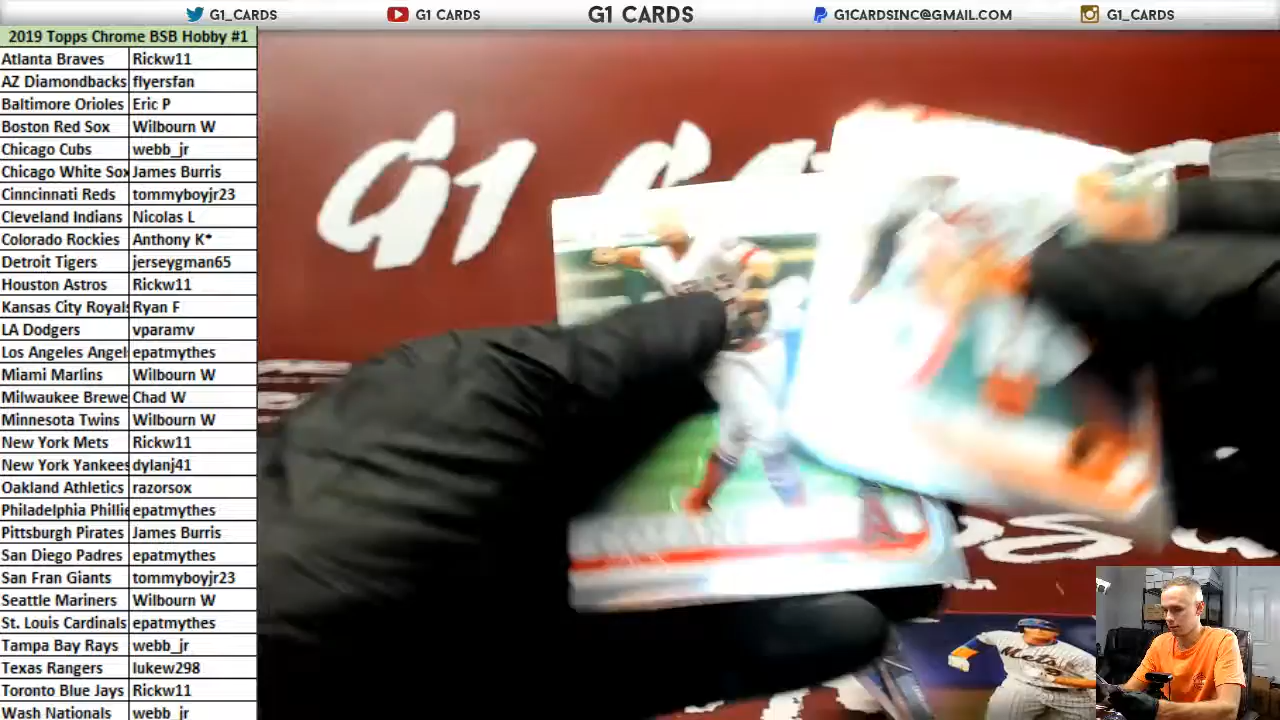 G1_CARDS G1 CARDS G1 CARDS G1CARDSINC@GMAIL.COM G1_CARDS
2019 Topps Chrome BSB Hobby #1
Atlanta Braves Rickw11
AZ Diamondbacks flyersfan
Baltimore Orioles Eric P
Boston Red Sox Wilbourn W
Chicago Cubs webb_jr
Chicago White Sox James Burris
Cinncinnati Reds tommyboyjr23
Cleveland Indians Nicolas L
Colorado Rockies Anthony K*
Detroit Tigers jerseygman65
Houston Astros Rickw11
Kansas City Royals Ryan F
LA Dodgers vparamv
Los Angeles Angel epatmythes
Miami Marlins Wilbourn W
Milwaukee Brewe Chad W
Minnesota Twins Wilbourn W
New York Mets Rickw11
New York Yankees dylanj41
Oakland Athletics razorsox
Philadelphia Phillie epatmythes
Pittsburgh Pirates James Burris
San Diego Padres epatmythes
San Fran Giants tommyboyjr23
Seattle Mariners Wilbourn W
St. Louis Cardinals epatmythes
Tampa Bay Rays webb_jr
Texas Rangers lukew298
Toronto Blue Jays Rickw11
Wash Nationals webb_jr
G1
Mets